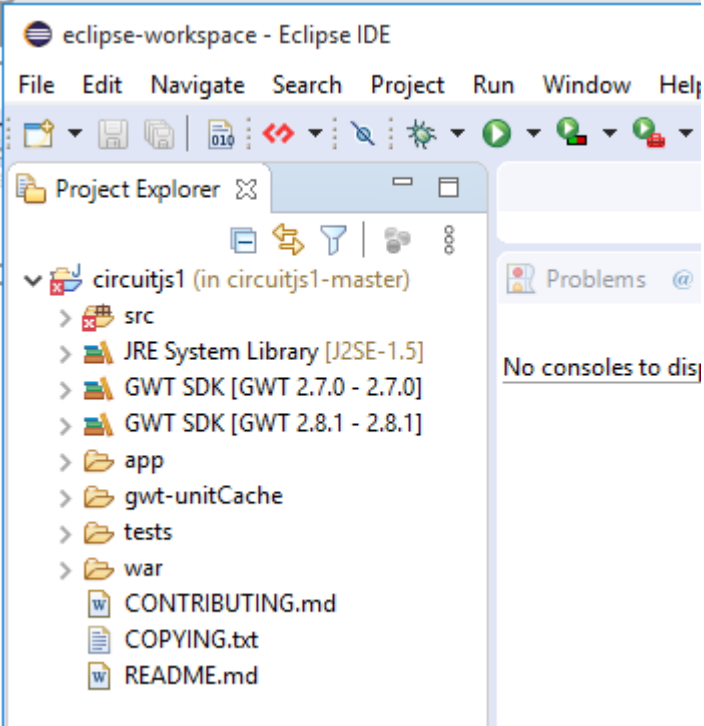 eclipse-workspace - Eclipse IDE
File Edit Navigate Search Project Run Window Help
010
Project Explorer
Problems @
circuitjs1 (in circuitjs1-master)
src
JRE System Library [J2SE-1.5]
No consoles to disp
GWT SDK [GWT 2.7.0 - 2.7.0]
GWT SDK [GWT 2.8.1 - 2.8.1]
app
gwt-unitCache
tests
war
CONTRIBUTING.md
COPYING.txt
README.md